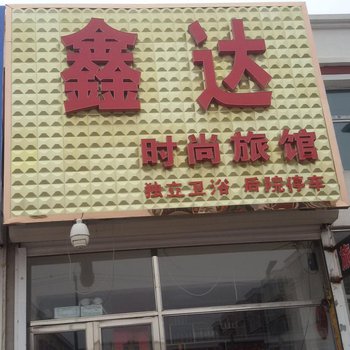 鑫达
时尚旅馆
独立卫浴 后院停车